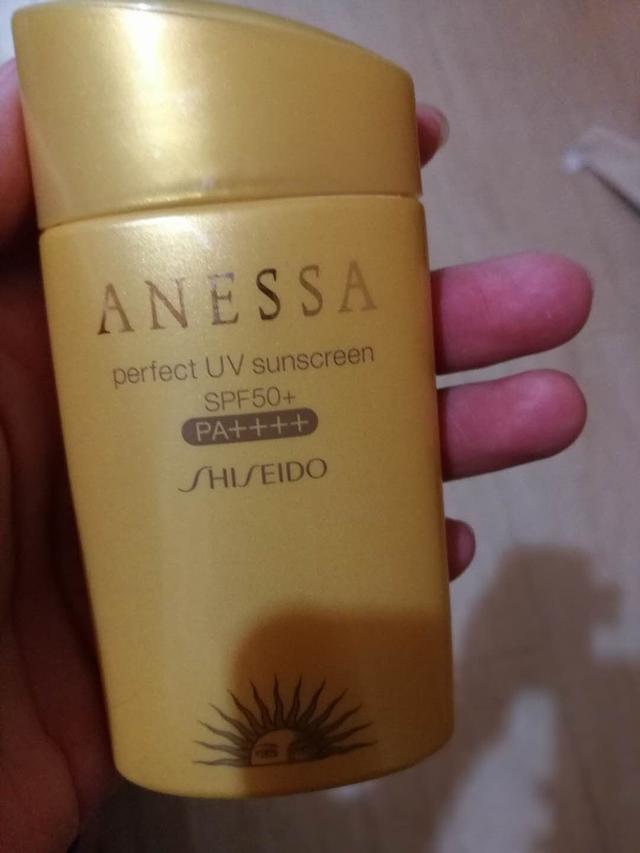 ANESSA
perfect UV sunscreen
SPF50+
PA++++
SHISEIDO